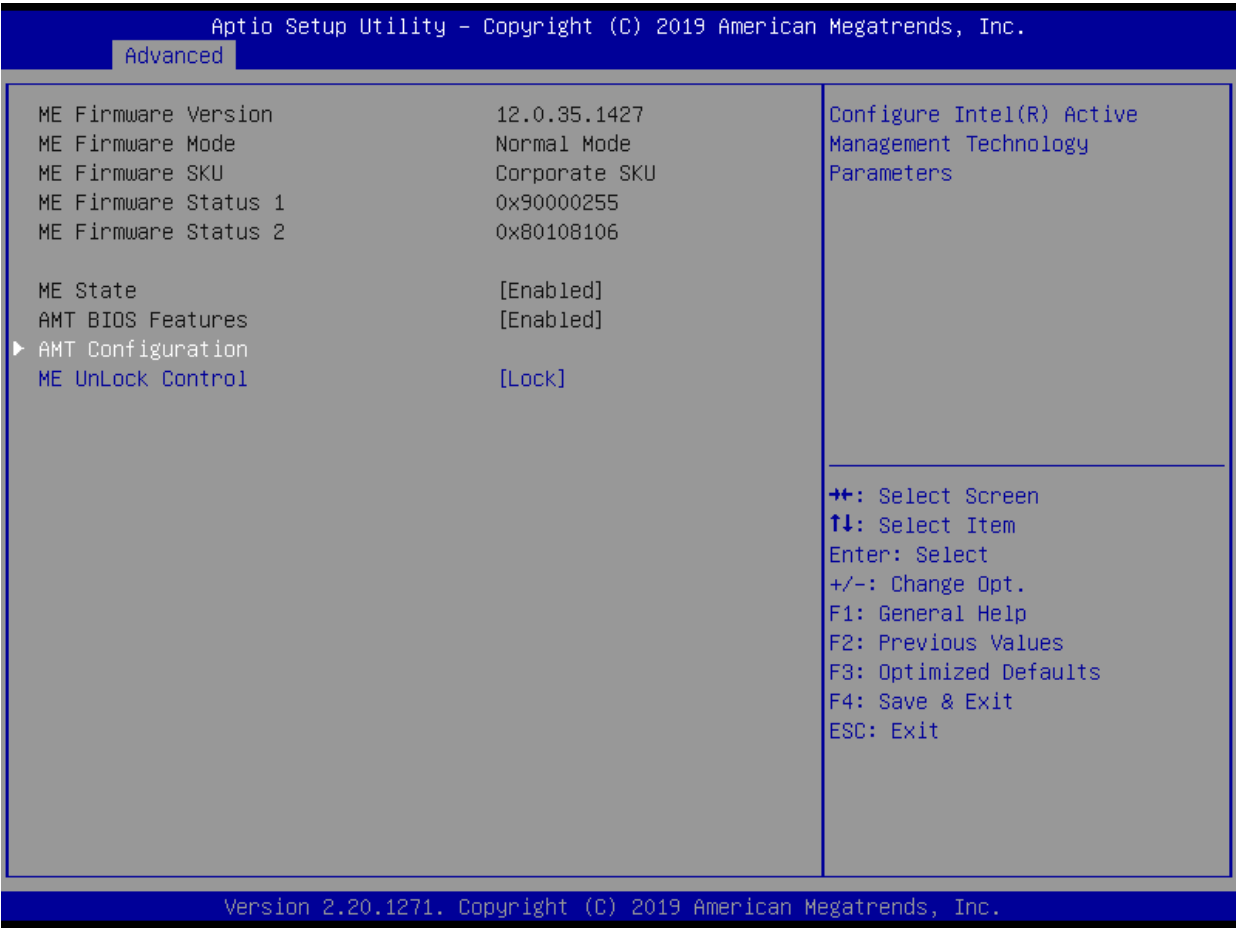 Aptio Setup Utility – Copyright (C) 2019 American Megatrends, Inc.
Advanced
ME Firmware Version 12.0.35.1427
ME Firmware Mode Normal Mode
ME Firmware SKU Corporate SKU
ME Firmware Status 1 0x90000255
ME Firmware Status 2 0x80108106
ME State [Enabled]
AMT BIOS Features [Enabled]
▶ AMT Configuration
ME UnLock Control [Lock]
Configure Intel(R) Active
Management Technology
Parameters
→←: Select Screen
↑↓: Select Item
Enter: Select
+/-: Change Opt.
F1: General Help
F2: Previous Values
F3: Optimized Defaults
F4: Save & Exit
ESC: Exit
Version 2.20.1271. Copyright (C) 2019 American Megatrends, Inc.